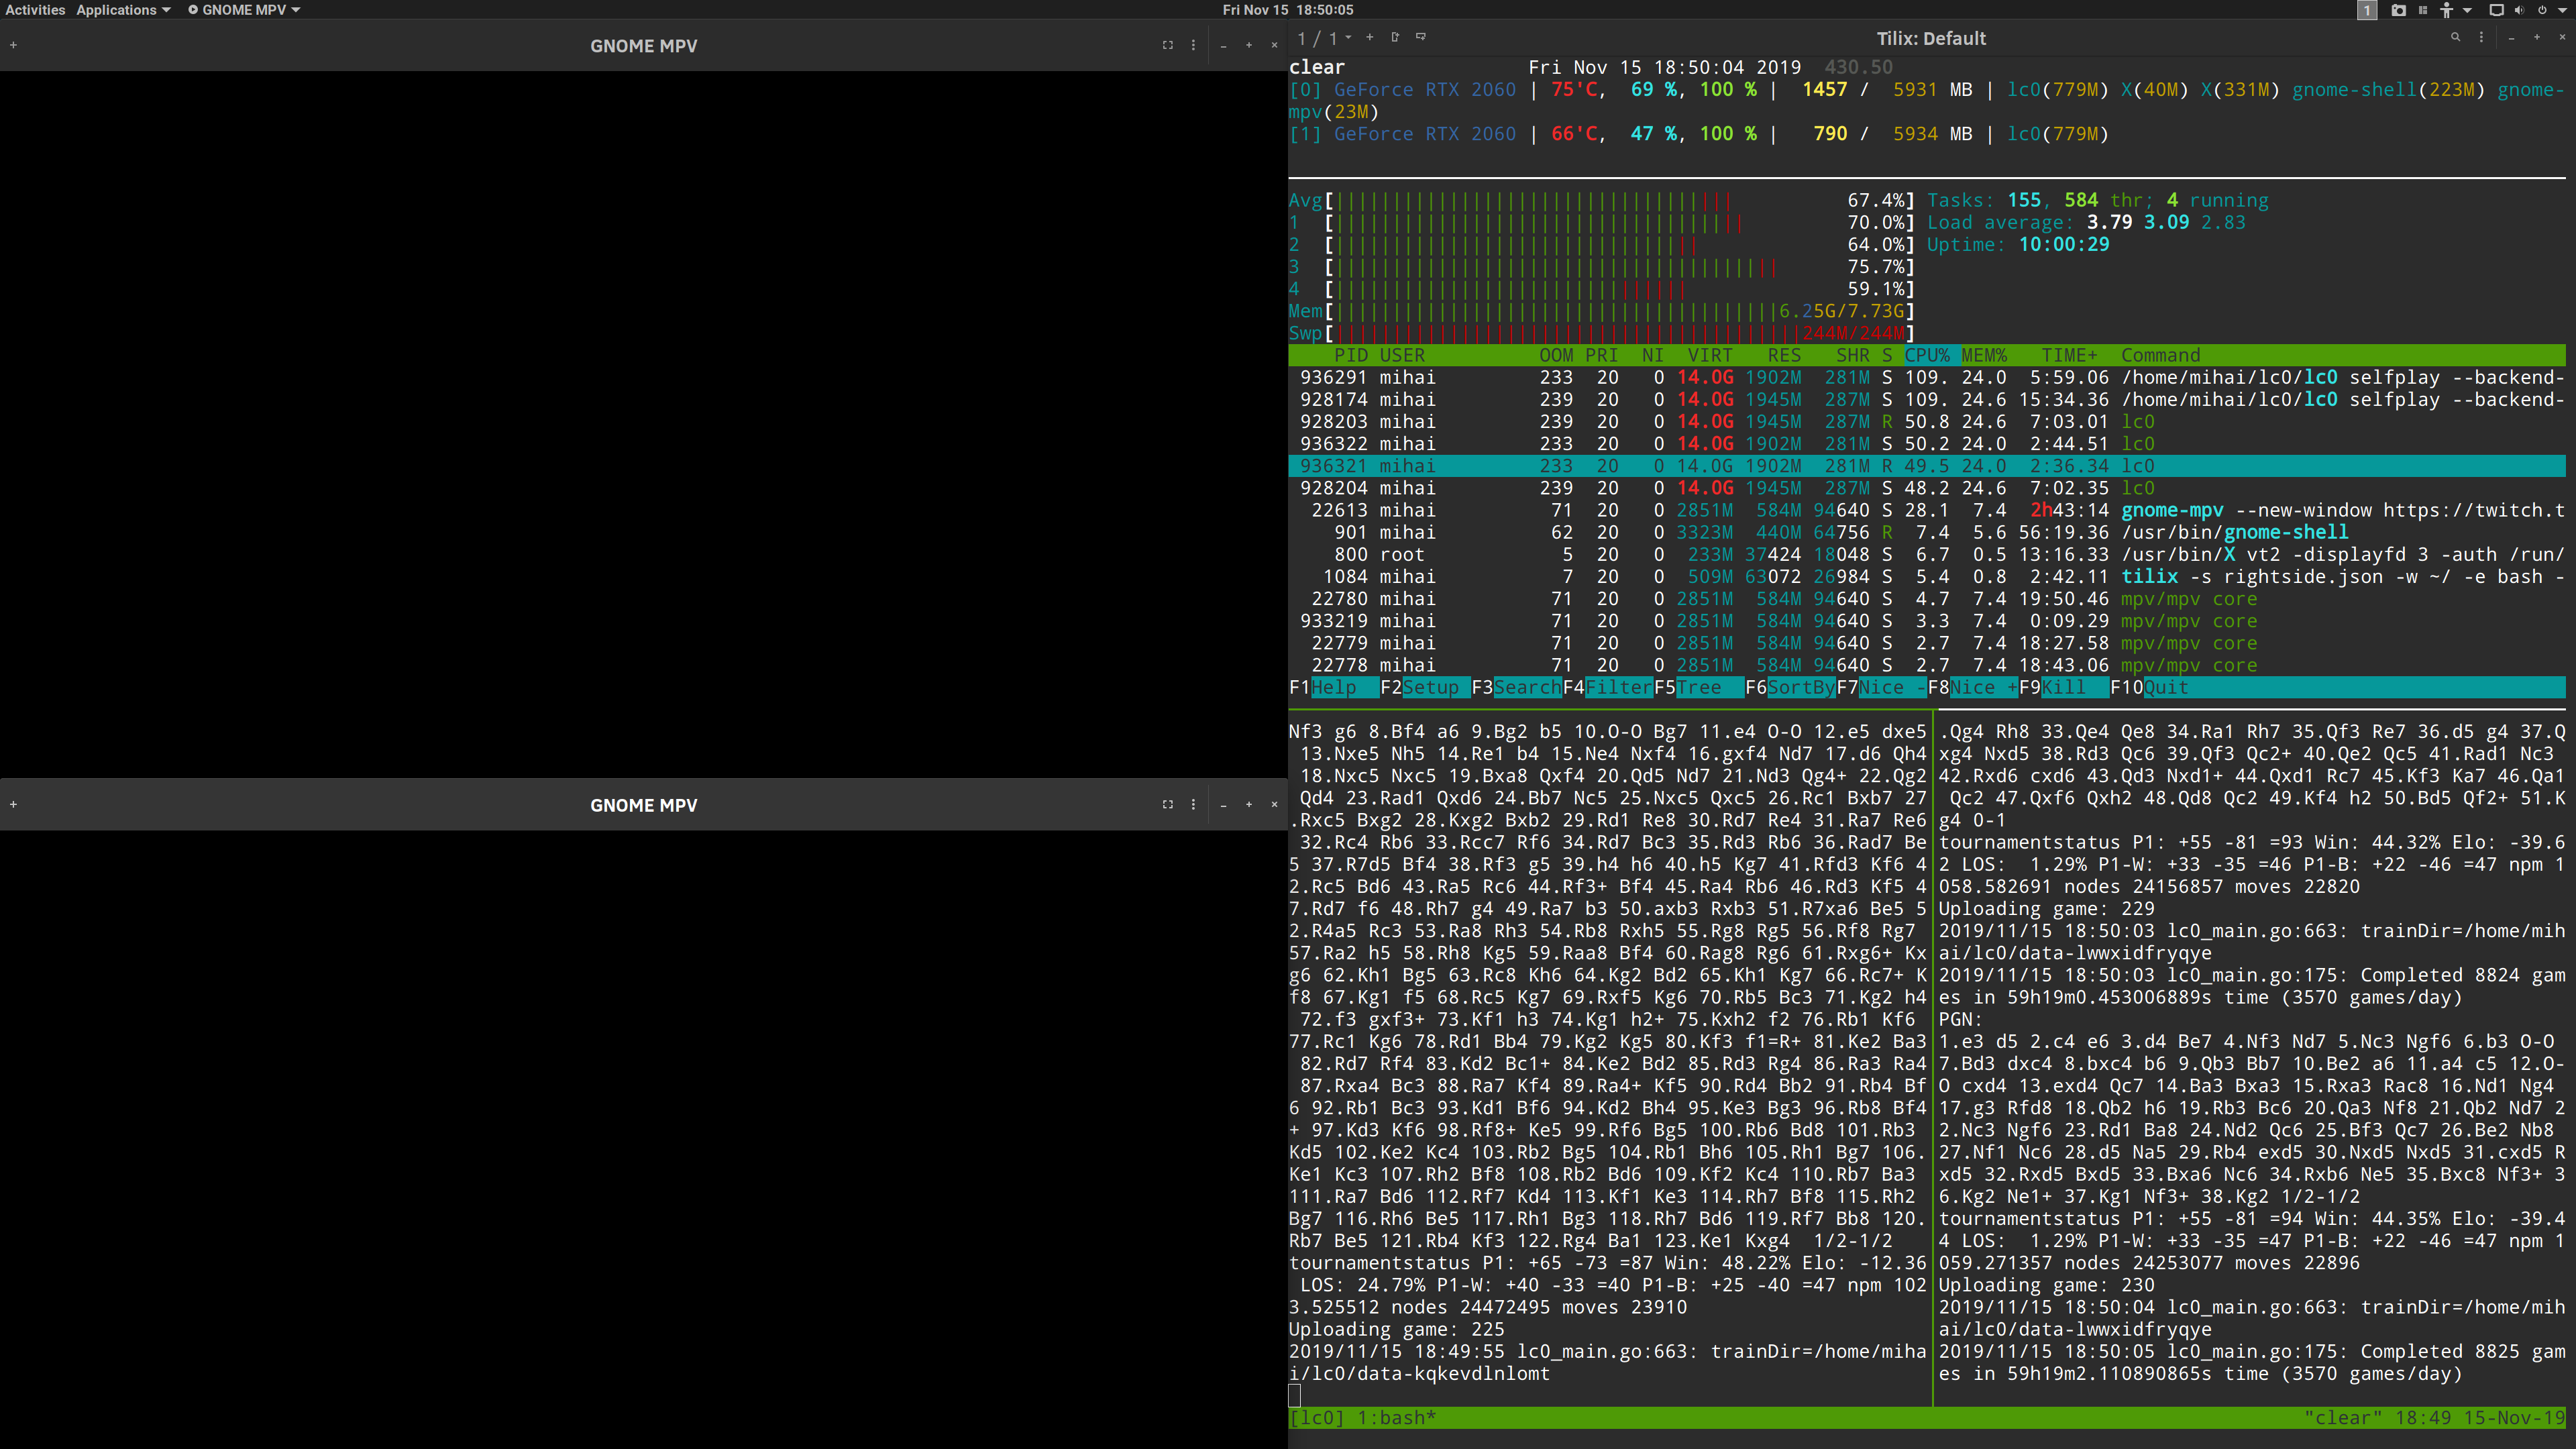 Activities Applications GNOME MPV Fri Nov 15 18:50:05 1
GNOME MPV
GNOME MPV
1 / 1 Tilix: Default
clear Fri Nov 15 18:50:04 2019 430.50
[0] GeForce RTX 2060 | 75'C, 69 %, 100 % | 1457 / 5931 MB | lc0(779M) X(40M) X(331M) gnome-shell(223M) gnome-
mpv(23M)
[1] GeForce RTX 2060 | 66'C, 47 %, 100 % | 790 / 5934 MB | lc0(779M)
Avg[ 67.4%] Tasks: 155, 584 thr; 4 running
1 [ 70.0%] Load average: 3.79 3.09 2.83
2 [ 64.0%] Uptime: 10:00:29
3 [ 75.7%]
4 [ 59.1%]
Mem[ 6.25G/7.73G]
Swp[ 244M/244M]
PID USER OOM PRI NI VIRT RES SHR S CPU% MEM% TIME+ Command
936291 mihai 233 20 0 14.0G 1902M 281M S 109. 24.0 5:59.06 /home/mihai/lc0/lc0 selfplay --backend-
928174 mihai 239 20 0 14.0G 1945M 287M S 109. 24.6 15:34.36 /home/mihai/lc0/lc0 selfplay --backend-
928203 mihai 239 20 0 14.0G 1945M 287M R 50.8 24.6 7:03.01 lc0
936322 mihai 233 20 0 14.0G 1902M 281M S 50.2 24.0 2:44.51 lc0
936321 mihai 233 20 0 14.0G 1902M 281M R 49.5 24.0 2:36.34 lc0
928204 mihai 239 20 0 14.0G 1945M 287M S 48.2 24.6 7:02.35 lc0
22613 mihai 71 20 0 2851M 584M 94640 S 28.1 7.4 2h43:14 gnome-mpv --new-window https://twitch.t
901 mihai 62 20 0 3323M 440M 64756 R 7.4 5.6 56:19.36 /usr/bin/gnome-shell
800 root 5 20 0 233M 37424 18048 S 6.7 0.5 13:16.33 /usr/bin/X vt2 -displayfd 3 -auth /run/
1084 mihai 7 20 0 509M 63072 26984 S 5.4 0.8 2:42.11 tilix -s rightside.json -w ~/ -e bash -
22780 mihai 71 20 0 2851M 584M 94640 S 4.7 7.4 19:50.46 mpv/mpv core
933219 mihai 71 20 0 2851M 584M 94640 S 3.3 7.4 0:09.29 mpv/mpv core
22779 mihai 71 20 0 2851M 584M 94640 S 2.7 7.4 18:27.58 mpv/mpv core
22778 mihai 71 20 0 2851M 584M 94640 S 2.7 7.4 18:43.06 mpv/mpv core
F1Help F2Setup F3SearchF4FilterF5Tree F6SortByF7Nice -F8Nice +F9Kill F10Quit
Nf3 g6 8.Bf4 a6 9.Bg2 b5 10.O-O Bg7 11.e4 O-O 12.e5 dxe5
13.Nxe5 Nh5 14.Re1 b4 15.Ne4 Nxf4 16.gxf4 Nd7 17.d6 Qh4
18.Nxc5 Nxc5 19.Bxa8 Qxf4 20.Qd5 Nd7 21.Nd3 Qg4+ 22.Qg2
Qd4 23.Rad1 Qxd6 24.Bb7 Nc5 25.Nxc5 Qxc5 26.Rc1 Bxb7 27
.Rxc5 Bxg2 28.Kxg2 Bxb2 29.Rd1 Re8 30.Rd7 Re4 31.Ra7 Re6
32.Rc4 Rb6 33.Rcc7 Rf6 34.Rd7 Bc3 35.Rd3 Rb6 36.Rad7 Be
5 37.R7d5 Bf4 38.Rf3 g5 39.h4 h6 40.h5 Kg7 41.Rfd3 Kf6 4
2.Rc5 Bd6 43.Ra5 Rc6 44.Rf3+ Bf4 45.Ra4 Rb6 46.Rd3 Kf5 4
7.Rd7 f6 48.Rh7 g4 49.Ra7 b3 50.axb3 Rxb3 51.R7xa6 Be5 5
2.R4a5 Rc3 53.Ra8 Rh3 54.Rb8 Rxh5 55.Rg8 Rg5 56.Rf8 Rg7
57.Ra2 h5 58.Rh8 Kg5 59.Raa8 Bf4 60.Rag8 Rg6 61.Rxg6+ Kx
g6 62.Kh1 Bg5 63.Rc8 Kh6 64.Kg2 Bd2 65.Kh1 Kg7 66.Rc7+ K
f8 67.Kg1 f5 68.Rc5 Kg7 69.Rxf5 Kg6 70.Rb5 Bc3 71.Kg2 h4
72.f3 gxf3+ 73.Kf1 h3 74.Kg1 h2+ 75.Kxh2 f2 76.Rb1 Kf6
77.Rc1 Kg6 78.Rd1 Bb4 79.Kg2 Kg5 80.Kf3 f1=R+ 81.Ke2 Ba3
82.Rd7 Rf4 83.Kd2 Bc1+ 84.Ke2 Bd2 85.Rd3 Rg4 86.Ra3 Ra4
87.Rxa4 Bc3 88.Ra7 Kf4 89.Ra4+ Kf5 90.Rd4 Bb2 91.Rb4 Bf
6 92.Rb1 Bc3 93.Kd1 Bf6 94.Kd2 Bh4 95.Ke3 Bg3 96.Rb8 Bf4
+ 97.Kd3 Kf6 98.Rf8+ Ke5 99.Rf6 Bg5 100.Rb6 Bd8 101.Rb3
Kd5 102.Ke2 Kc4 103.Rb2 Bg5 104.Rb1 Bh6 105.Rh1 Bg7 106.
Ke1 Kc3 107.Rh2 Bf8 108.Rb2 Bd6 109.Kf2 Kc4 110.Rb7 Ba3
111.Ra7 Bd6 112.Rf7 Kd4 113.Kf1 Ke3 114.Rh7 Bf8 115.Rh2
Bg7 116.Rh6 Be5 117.Rh1 Bg3 118.Rh7 Bd6 119.Rf7 Bb8 120.
Rb7 Be5 121.Rb4 Kf3 122.Rg4 Ba1 123.Ke1 Kxg4 1/2-1/2
tournamentstatus P1: +65 -73 =87 Win: 48.22% Elo: -12.36
LOS: 24.79% P1-W: +40 -33 =40 P1-B: +25 -40 =47 npm 102
3.525512 nodes 24472495 moves 23910
Uploading game: 225
2019/11/15 18:49:55 lc0_main.go:663: trainDir=/home/miha
i/lc0/data-kqkevdlnlomt
.Qg4 Rh8 33.Qe4 Qe8 34.Ra1 Rh7 35.Qf3 Re7 36.d5 g4 37.Q
xg4 Nxd5 38.Rd3 Qc6 39.Qf3 Qc2+ 40.Qe2 Qc5 41.Rad1 Nc3
42.Rxd6 cxd6 43.Qd3 Nxd1+ 44.Qxd1 Rc7 45.Kf3 Ka7 46.Qa1
Qc2 47.Qxf6 Qxh2 48.Qd8 Qc2 49.Kf4 h2 50.Bd5 Qf2+ 51.K
g4 0-1
tournamentstatus P1: +55 -81 =93 Win: 44.32% Elo: -39.6
2 LOS: 1.29% P1-W: +33 -35 =46 P1-B: +22 -46 =47 npm 1
058.582691 nodes 24156857 moves 22820
Uploading game: 229
2019/11/15 18:50:03 lc0_main.go:663: trainDir=/home/mih
ai/lc0/data-lwwxidfryqye
2019/11/15 18:50:03 lc0_main.go:175: Completed 8824 gam
es in 59h19m0.453006889s time (3570 games/day)
PGN:
1.e3 d5 2.c4 e6 3.d4 Be7 4.Nf3 Nd7 5.Nc3 Ngf6 6.b3 O-O
7.Bd3 dxc4 8.bxc4 b6 9.Qb3 Bb7 10.Be2 a6 11.a4 c5 12.O-
O cxd4 13.exd4 Qc7 14.Ba3 Bxa3 15.Rxa3 Rac8 16.Nd1 Ng4
17.g3 Rfd8 18.Qb2 h6 19.Rb3 Bc6 20.Qa3 Nf8 21.Qb2 Nd7 2
2.Nc3 Ngf6 23.Rd1 Ba8 24.Nd2 Qc6 25.Bf3 Qc7 26.Be2 Nb8
27.Nf1 Nc6 28.d5 Na5 29.Rb4 exd5 30.Nxd5 Nxd5 31.cxd5 R
xd5 32.Rxd5 Bxd5 33.Bxa6 Nc6 34.Rxb6 Ne5 35.Bxc8 Nf3+ 3
6.Kg2 Ne1+ 37.Kg1 Nf3+ 38.Kg2 1/2-1/2
tournamentstatus P1: +55 -81 =94 Win: 44.35% Elo: -39.4
4 LOS: 1.29% P1-W: +33 -35 =47 P1-B: +22 -46 =47 npm 1
059.271357 nodes 24253077 moves 22896
Uploading game: 230
2019/11/15 18:50:04 lc0_main.go:663: trainDir=/home/mih
ai/lc0/data-lwwxidfryqye
2019/11/15 18:50:05 lc0_main.go:175: Completed 8825 gam
es in 59h19m2.110890865s time (3570 games/day)
[lc0] 1:bash* "clear" 18:49 15-Nov-19